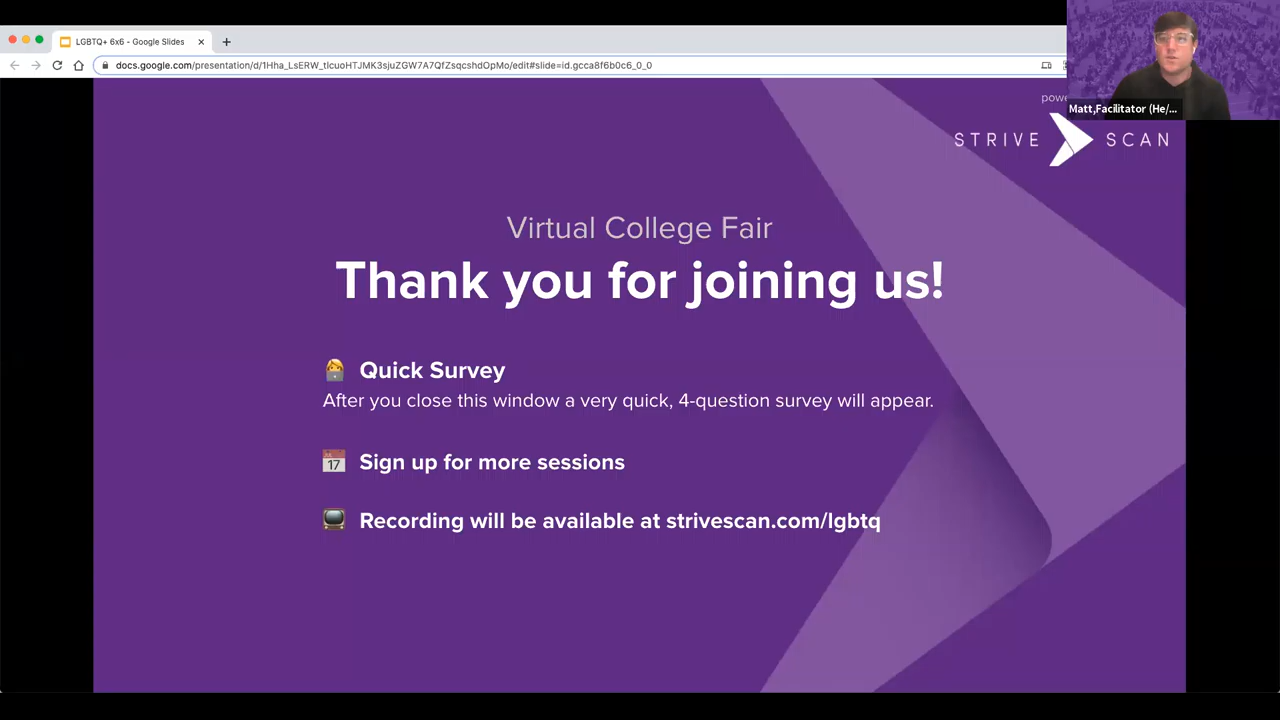 LGBTQ+ 6x6 - Google Slides
docs.google.com/presentation/d/1Hha_LsERW_tIcuoHTJMK3sjuZGW7A7QfZsqcshdOpMo/edit#slide=id.gcca8f6b0c6_0_0
Matt,Facilitator (He/...
STRIVE SCAN
Virtual College Fair
Thank you for joining us!
Quick Survey
After you close this window a very quick, 4-question survey will appear.
17 Sign up for more sessions
Recording will be available at strivescan.com/lgbtq